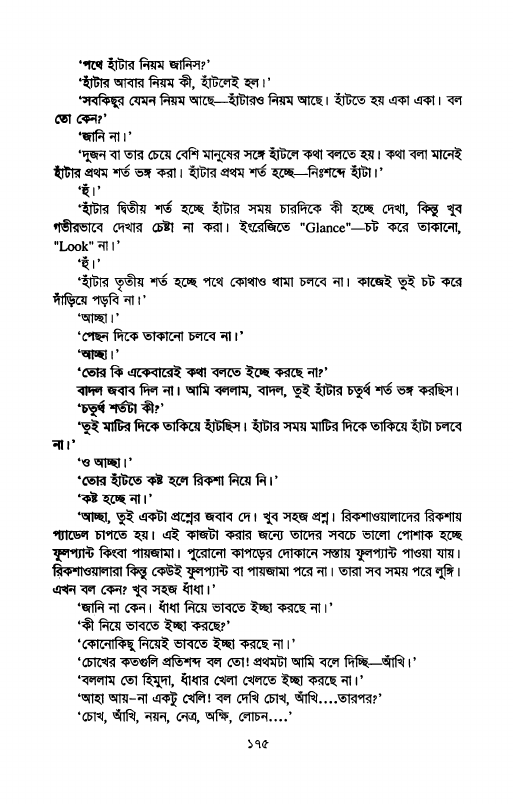 ‘পথে হাঁটার নিয়ম জানিস?’
‘হাঁটার আবার নিয়ম কী, হাঁটলেই হল।’
‘সবকিছুর যেমন নিয়ম আছে—হাঁটারও নিয়ম আছে। হাঁটতে হয় একা একা। বল
তো কেন?’
‘জানি না।’
‘দুজন বা তার চেয়ে বেশি মানুষের সঙ্গে হাঁটলে কথা বলতে হয়। কথা বলা মানেই
হাঁটার প্রথম শর্ত ভঙ্গ করা। হাঁটার প্রথম শর্ত হচ্ছে—নিঃশব্দে হাঁটা।’
‘হুঁ।’
‘হাঁটার দ্বিতীয় শর্ত হচ্ছে হাঁটার সময় চারদিকে কী হচ্ছে দেখা, কিন্তু খুব
গভীরভাবে দেখার চেষ্টা না করা। ইংরেজিতে "Glance"—চট করে তাকানো,
"Look" না।’
‘হুঁ।’
‘হাঁটার তৃতীয় শর্ত হচ্ছে পথে কোথাও থামা চলবে না। কাজেই তুই চট করে
দাঁড়িয়ে পড়বি না।’
‘আচ্ছা।’
‘পেছন দিকে তাকানো চলবে না।’
‘আচ্ছা।’
‘তোর কি একেবারেই কথা বলতে ইচ্ছে করছে না?’
বাদল জবাব দিল না। আমি বললাম, বাদল, তুই হাঁটার চতুর্থ শর্ত ভঙ্গ করছিস।
‘চতুর্থ শর্তটা কী?’
‘তুই মাটির দিকে তাকিয়ে হাঁটছিস। হাঁটার সময় মাটির দিকে তাকিয়ে হাঁটা চলবে
না।’
‘ও আচ্ছা।’
‘তোর হাঁটতে কষ্ট হলে রিকশা নিয়ে নি।’
‘কষ্ট হচ্ছে না।’
‘আচ্ছা, তুই একটা প্রশ্নের জবাব দে। খুব সহজ প্রশ্ন। রিকশাওয়ালাদের রিকশায়
প্যাডেল চাপতে হয়। এই কাজটা করার জন্যে তাদের সবচে ভালো পোশাক হচ্ছে
ফুলপ্যান্ট কিংবা পায়জামা। পুরোনো কাপড়ের দোকানে সস্তায় ফুলপ্যান্ট পাওয়া যায়।
রিকশাওয়ালারা কিন্তু কেউই ফুলপ্যান্ট বা পায়জামা পরে না। তারা সব সময় পরে লুঙ্গি।
এখন বল কেন? খুব সহজ ধাঁধা।’
‘জানি না কেন। ধাঁধা নিয়ে ভাবতে ইচ্ছা করছে না।’
‘কী নিয়ে ভাবতে ইচ্ছা করছে?’
‘কোনোকিছু নিয়েই ভাবতে ইচ্ছা করছে না।’
‘চোখের কতগুলি প্রতিশব্দ বল তো! প্রথমটা আমি বলে দিচ্ছি—আঁখি।’
‘বললাম তো হিমুদা, ধাঁধার খেলা খেলতে ইচ্ছা করছে না।’
‘আহা আয়-না একটু খেলি! বল দেখি চোখ, আঁখি....তারপর?’
‘চোখ, আঁখি, নয়ন, নেত্র, অক্ষি, লোচন....’
১৭৫